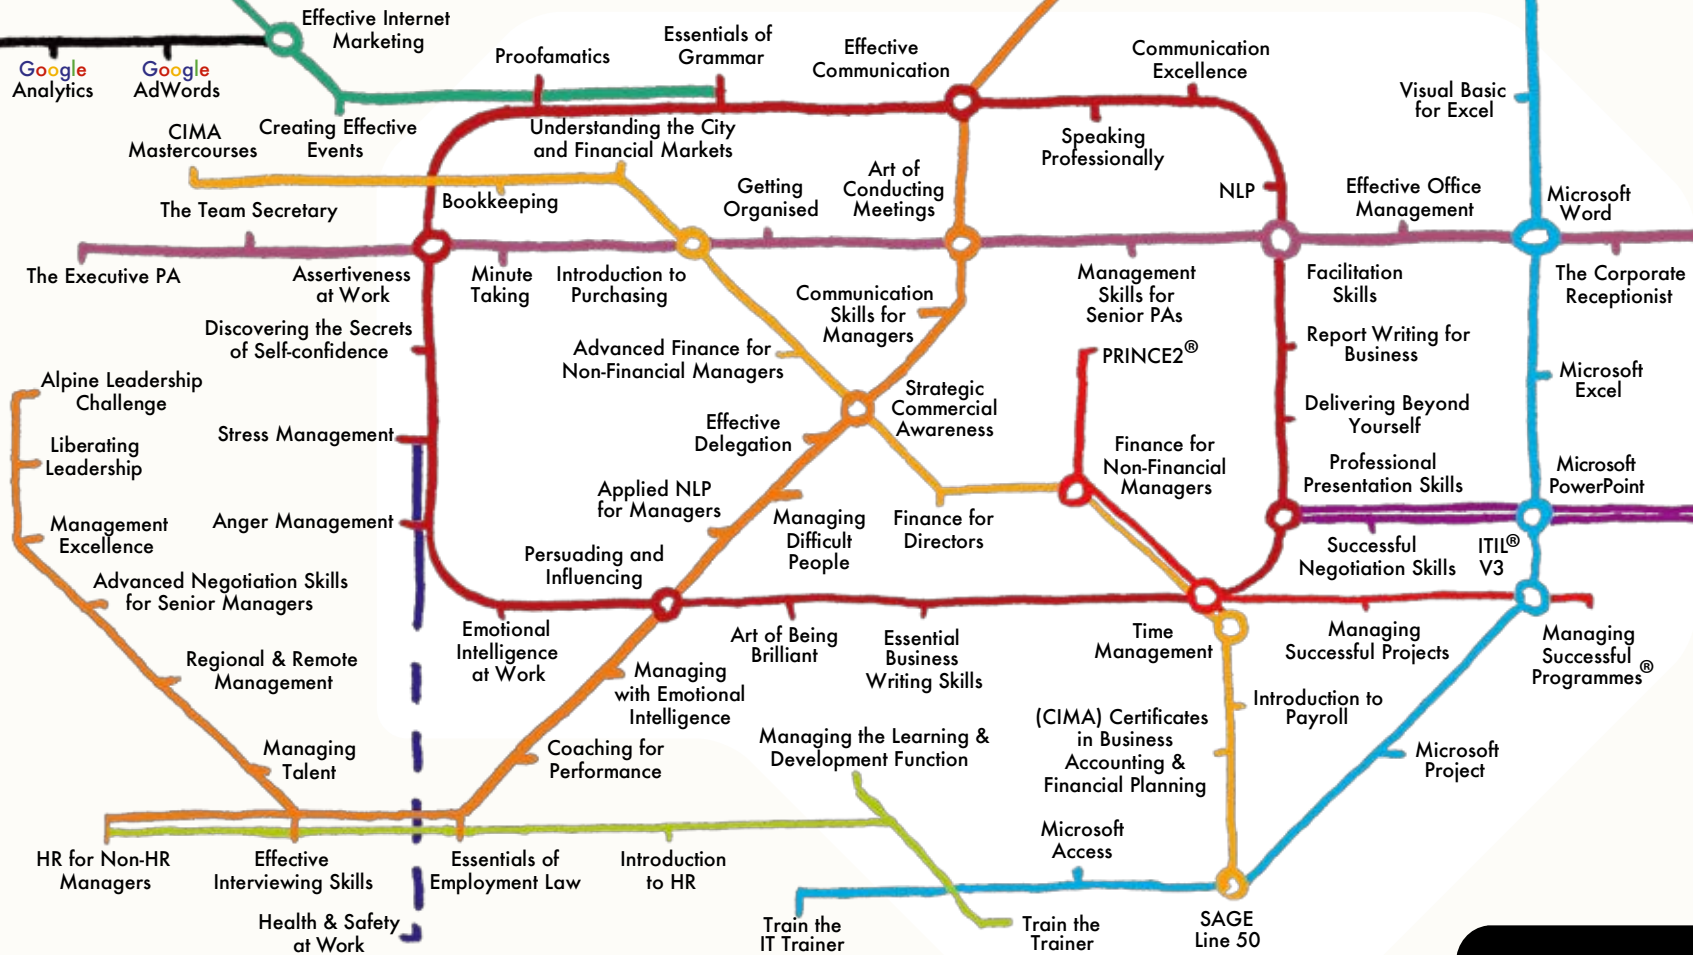 Effective Internet
Marketing
Google
Analytics
Google
AdWords
Proofamatics
Essentials of
Grammar
Effective
Communication
Communication
Excellence
Visual Basic
for Excel
CIMA
Mastercourses
Creating Effective
Events
Understanding the City
and Financial Markets
Speaking
Professionally
Art of
Conducting
Meetings
NLP
Effective Office
Management
Microsoft
Word
The Team Secretary
Bookkeeping
Getting
Organised
The Executive PA
Assertiveness
at Work
Minute
Taking
Introduction to
Purchasing
Communication
Skills for
Managers
Management
Skills for
Senior PAs
Facilitation
Skills
The Corporate
Receptionist
Discovering the Secrets
of Self-confidence
Advanced Finance for
Non-Financial Managers
PRINCE2®
Report Writing for
Business
Microsoft
Excel
Alpine Leadership
Challenge
Strategic
Commercial
Awareness
Delivering Beyond
Yourself
Stress Management
Effective
Delegation
Liberating
Leadership
Finance for
Non-Financial
Managers
Professional
Presentation Skills
Microsoft
PowerPoint
Applied NLP
for Managers
Anger Management
Managing
Difficult
People
Finance for
Directors
Management
Excellence
Successful
Negotiation Skills
ITIL®
V3
Persuading and
Influencing
Advanced Negotiation Skills
for Senior Managers
Emotional
Intelligence
at Work
Art of Being
Brilliant
Essential
Business
Writing Skills
Time
Management
Managing
Successful Projects
Managing
Successful
Programmes®
Regional & Remote
Management
Managing
with Emotional
Intelligence
Introduction to
Payroll
(CIMA) Certificates
in Business
Accounting &
Financial Planning
Managing the Learning &
Development Function
Managing
Talent
Coaching for
Performance
Microsoft
Project
Microsoft
Access
HR for Non-HR
Managers
Effective
Interviewing Skills
Essentials of
Employment Law
Introduction
to HR
Health & Safety
at Work
Train the
IT Trainer
Train the
Trainer
SAGE
Line 50